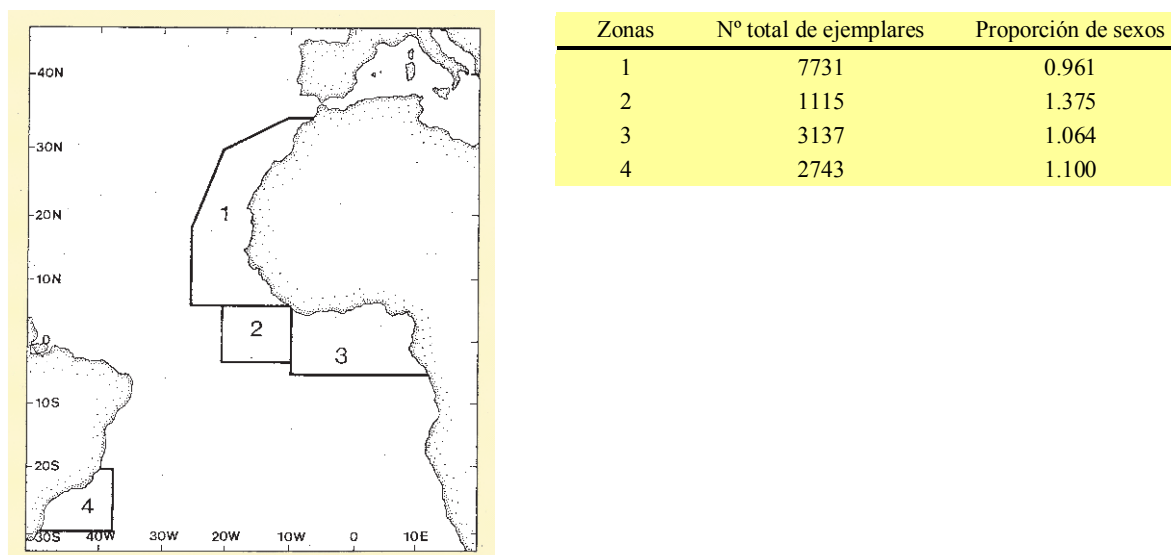 40N
30N
1
20N
10N
2
0
3
10S
20S
4
30S 40W 30W 20W 10W 0 10E
Zonas Nº total de ejemplares Proporción de sexos
1 7731 0.961
2 1115 1.375
3 3137 1.064
4 2743 1.100